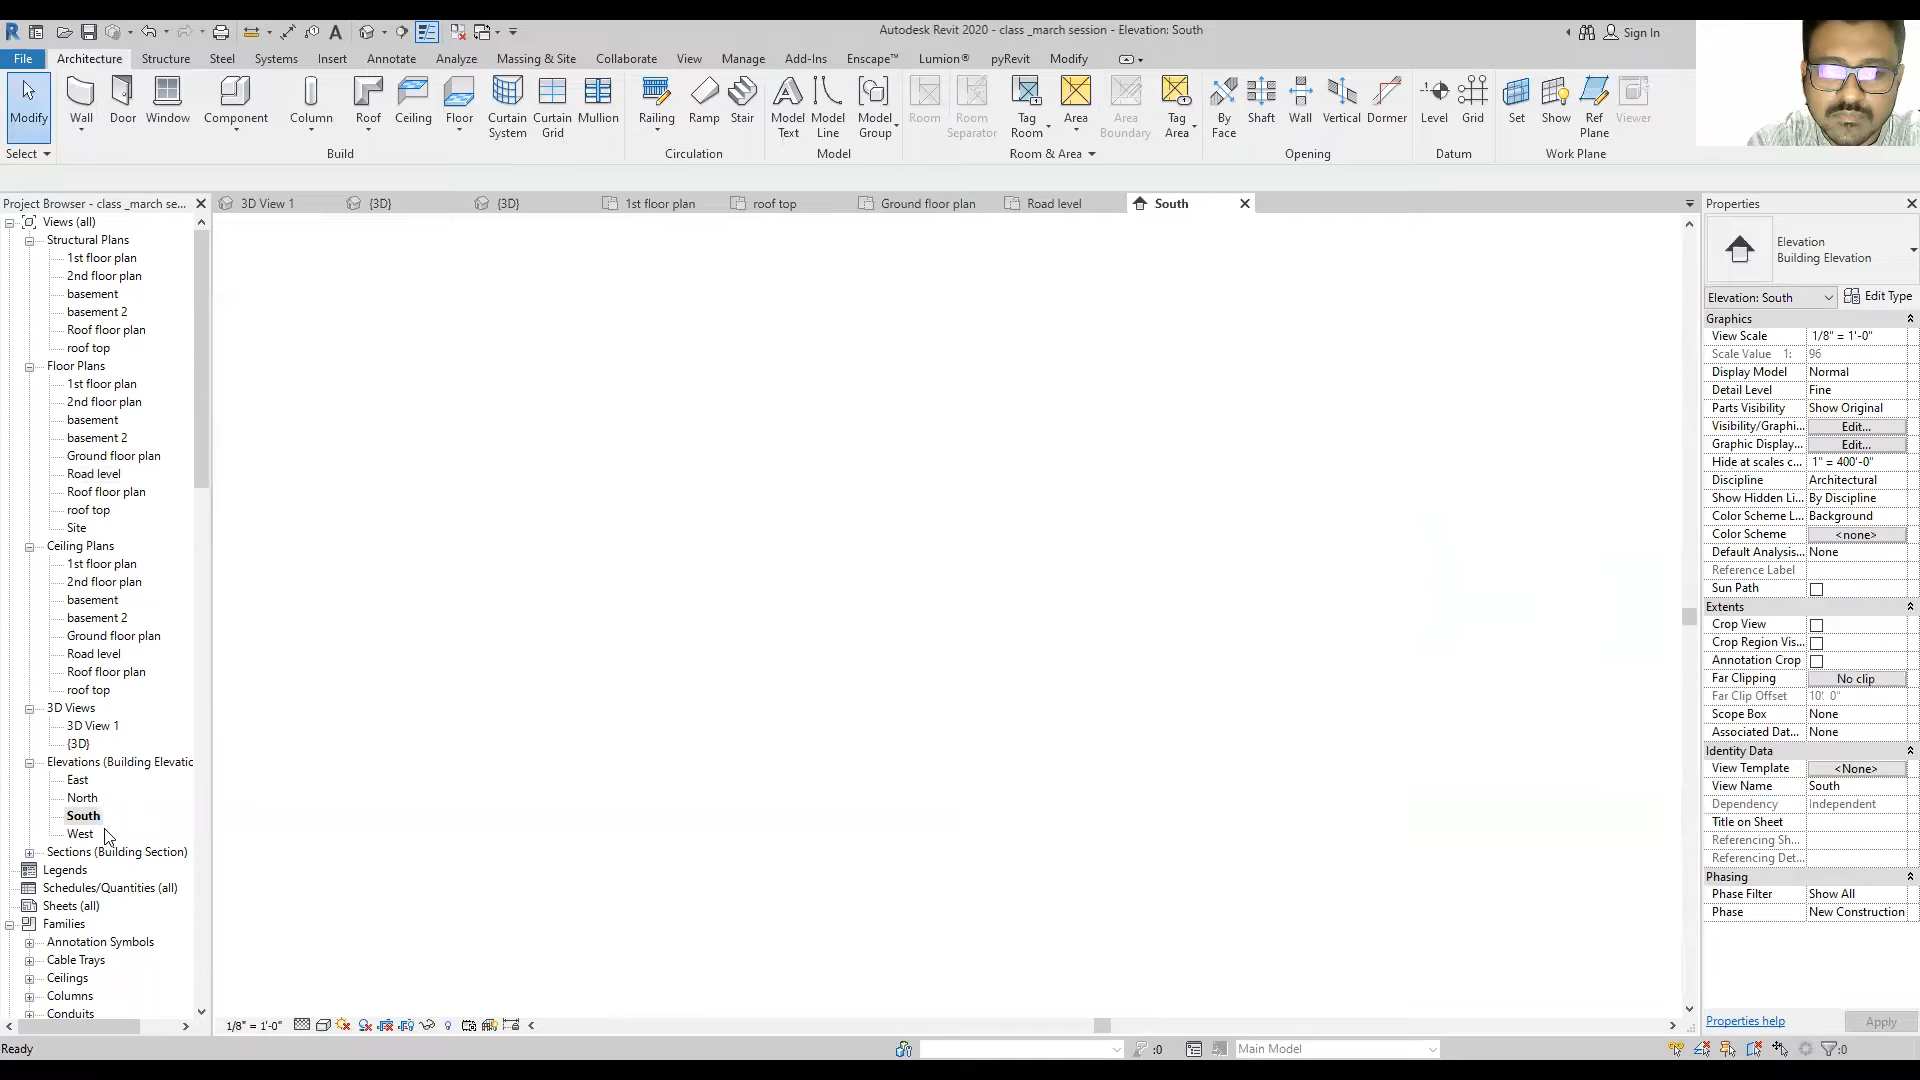 Autodesk Revit 2020 - class _march session - Elevation: South
Sign In
File Architecture Structure Steel Systems Insert Annotate Analyze Massing & Site Collaborate View Manage Add-Ins Enscape™ Lumion® pyRevit Modify
Modify Wall Door Window Component Column Roof Ceiling Floor Curtain System Curtain Grid Mullion Railing Ramp Stair Model Text Model Line Model Group Room Room Separator Tag Room Area Area Boundary Tag Area By Face Shaft Wall Vertical Dormer Level Grid Set Show Ref Plane Viewer
Select Build Circulation Model Room & Area Opening Datum Work Plane
Project Browser - class _march se...
3D View 1 {3D} {3D} 1st floor plan roof top Ground floor plan Road level South
Views (all)
Structural Plans
1st floor plan
2nd floor plan
basement
basement 2
Roof floor plan
roof top
Floor Plans
1st floor plan
2nd floor plan
basement
basement 2
Ground floor plan
Road level
Roof floor plan
roof top
Site
Ceiling Plans
1st floor plan
2nd floor plan
basement
basement 2
Ground floor plan
Road level
Roof floor plan
roof top
3D Views
3D View 1
{3D}
Elevations (Building Elevatic
East
North
South
West
Sections (Building Section)
Legends
Schedules/Quantities (all)
Sheets (all)
Families
Annotation Symbols
Cable Trays
Ceilings
Columns
Conduits
Properties
Elevation
Building Elevation
Elevation: South Edit Type
Graphics
View Scale 1/8" = 1'-0"
Scale Value 1: 96
Display Model Normal
Detail Level Fine
Parts Visibility Show Original
Visibility/Graphi... Edit...
Graphic Display... Edit...
Hide at scales c... 1" = 400'-0"
Discipline Architectural
Show Hidden Li... By Discipline
Color Scheme L... Background
Color Scheme <none>
Default Analysis... None
Reference Label
Sun Path
Extents
Crop View
Crop Region Vis...
Annotation Crop
Far Clipping No clip
Far Clip Offset 10' 0"
Scope Box None
Associated Dat... None
Identity Data
View Template <None>
View Name South
Dependency Independent
Title on Sheet
Referencing Sh...
Referencing Det...
Phasing
Phase Filter Show All
Phase New Construction
Properties help Apply
1/8" = 1'-0"
Ready
:0
Main Model
:0